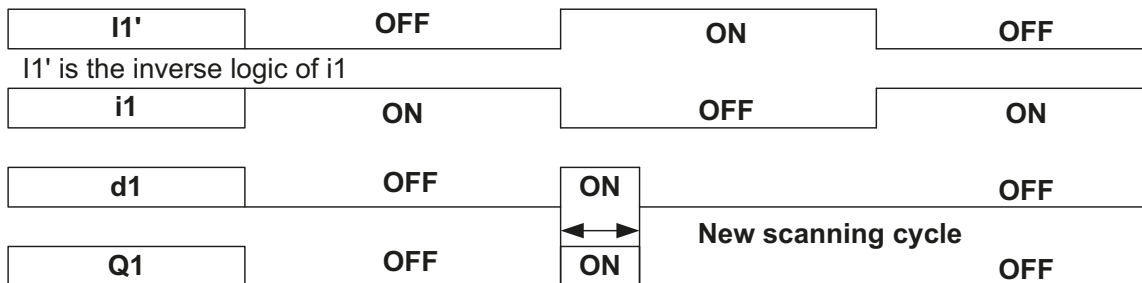 I1' OFF ON OFF
I1' is the inverse logic of i1
i1 ON OFF ON
d1 OFF ON OFF
New scanning cycle
Q1 OFF ON OFF